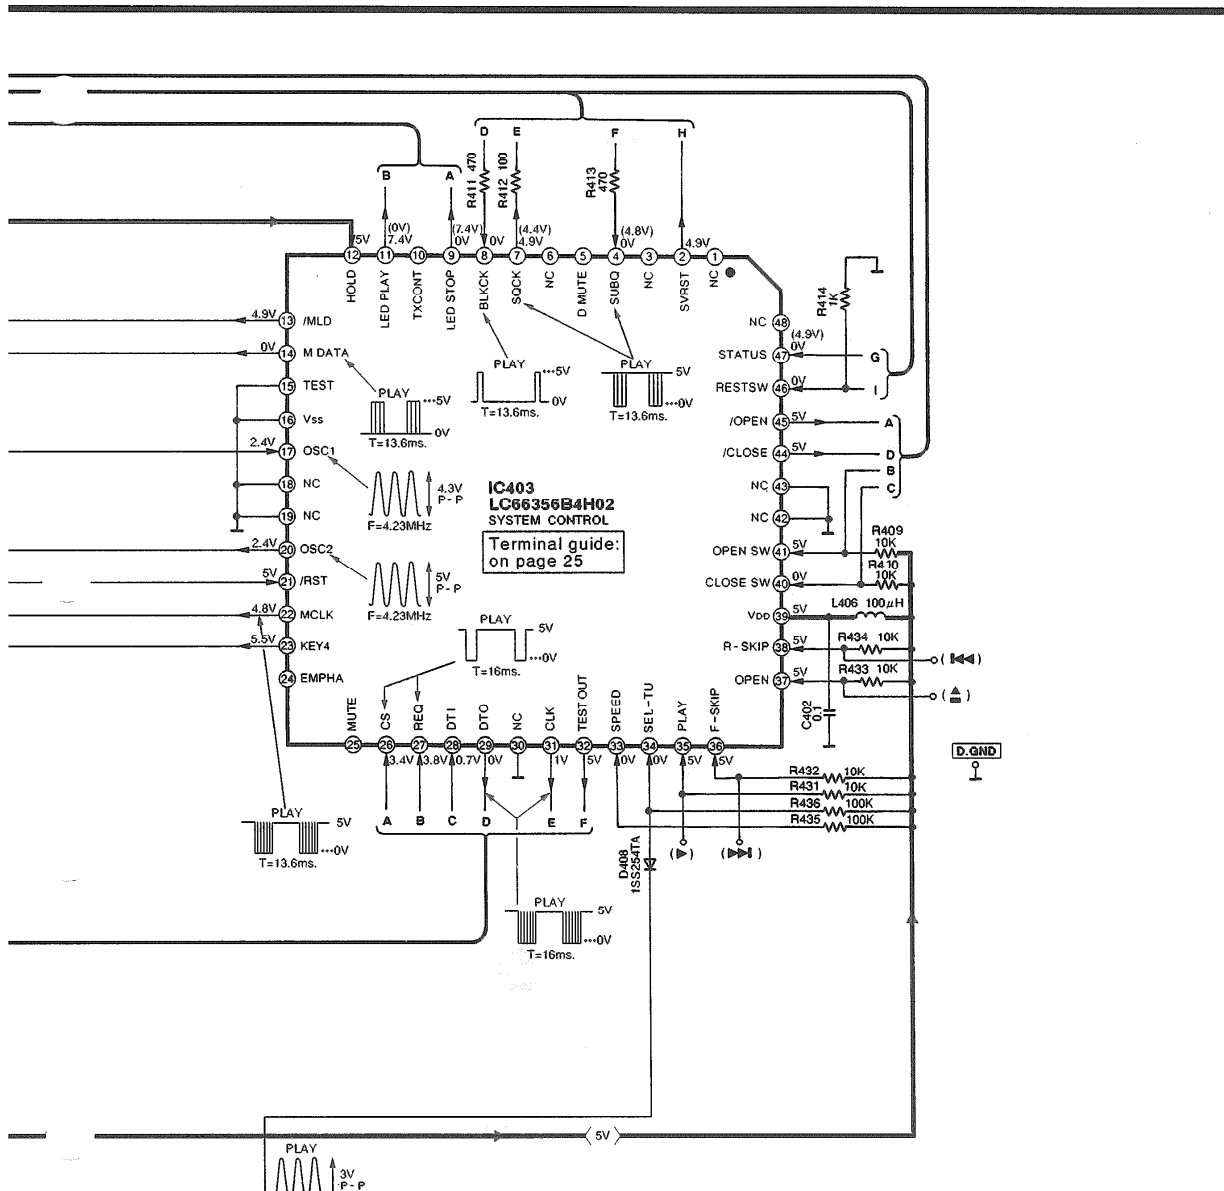 D E F H
B A
R411 470
R412 100
R413 470
5V
(0V) 7.4V
(7.4V) 0V
0V
(4.4V) 4.9V
(4.8V) 0V
4.9V
12 11 10 9 8 7 6 5 4 3 2 1
HOLD
LED PLAY
TXCONT
LED STOP
BLKCK
SQCK
NC
D MUTE
SUBQ
NC
SVRST
NC
R414 1K
4.9V 13 /MLD
0V 14 M DATA
15 TEST
16 Vss
2.4V 17 OSC1
18 NC
19 NC
2.4V 20 OSC2
5V 21 /RST
4.8V 22 MCLK
5.5V 23 KEY4
24 EMPHA
PLAY
···5V
0V
T=13.6ms.
PLAY
···5V
0V
T=13.6ms.
PLAY
5V
···0V
T=13.6ms.
4.3V
P-P
F=4.23MHz
5V
P-P
F=4.23MHz
IC403
LC66356B4H02
SYSTEM CONTROL
Terminal guide:
on page 25
PLAY
5V
···0V
T=16ms.
NC 48
(4.9V)
STATUS 47 0V G
RESTSW 46 0V I
/OPEN 45 5V A
/CLOSE 44 5V D
B
NC 43 C
NC 42
R409
10K
OPEN SW 41 5V
R410
10K
CLOSE SW 40 0V
L406 100μH
VDD 39 5V
R434 10K
R-SKIP 38 5V
R433 10K
OPEN 37 5V
C402
0.1
MUTE
CS
REQ
DTI
DTO
NC
CLK
TEST OUT
SPEED
SEL-TU
PLAY
F-SKIP
25 26 27 28 29 30 31 32 33 34 35 36
3.4V 3.8V 0.7V 0V 1V 5V 0V 0V 5V 5V
D.GND
R432 10K
R431 10K
R436 100K
R435 100K
A B C D E F
D408
1SS254TA
PLAY
5V
···0V
T=13.6ms.
PLAY
5V
···0V
T=16ms.
5V
PLAY
3V
P-P